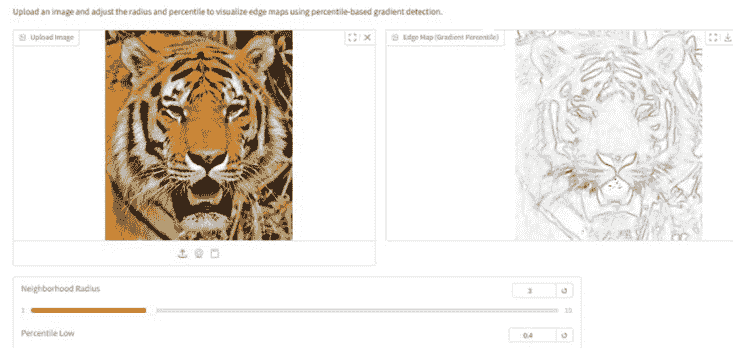 Upload an image and adjust the radius and percentile to visualize edge maps using percentile-based gradient detection.
Upload Image
Edge Map (Gradient Percentile)
Neighborhood Radius
3
1
15
Percentile Low
0.4